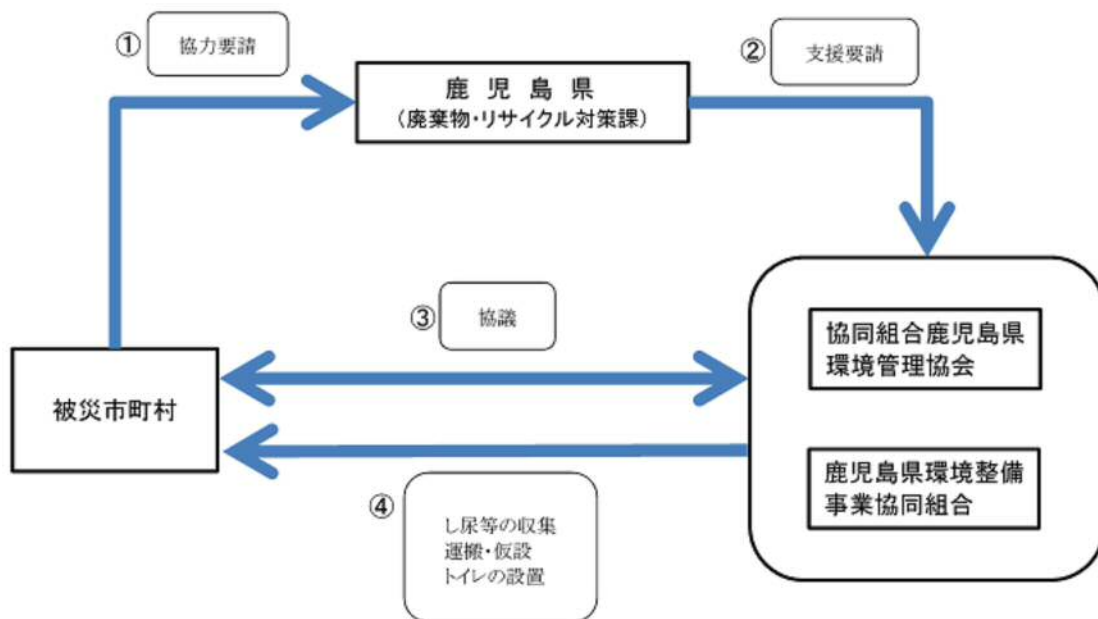 ① 協力要請
鹿 児 島 県
(廃棄物・リサイクル対策課)
② 支援要請
③ 協議
被災市町村
協同組合鹿児島県
環境管理協会
鹿児島県環境整備
事業協同組合
④
し尿等の収集
運搬・仮設
トイレの設置